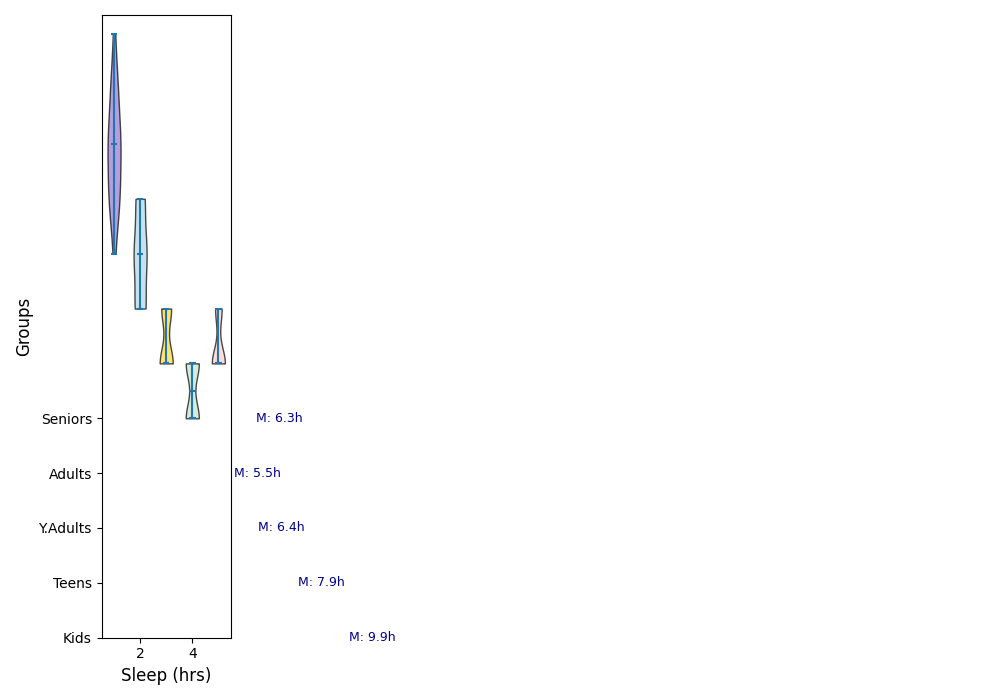 Groups
Seniors
M: 6.3h
Adults
M: 5.5h
Y.Adults
M: 6.4h
Teens
M: 7.9h
Kids
M: 9.9h
2 4
Sleep (hrs)